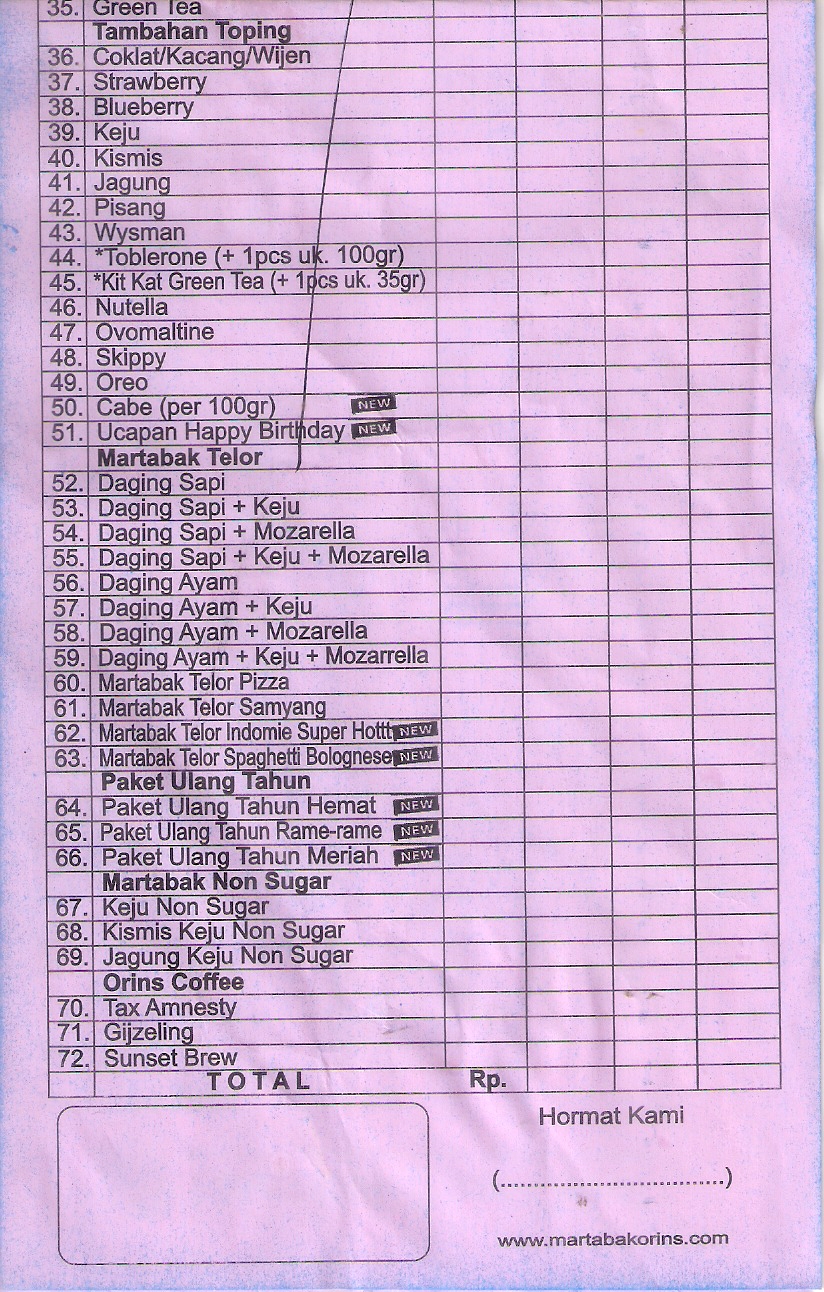 35. Green Tea
Tambahan Toping
36. Coklat/Kacang/Wijen
37. Strawberry
38. Blueberry
39. Keju
40. Kismis
41. Jagung
42. Pisang
43. Wysman
44. *Toblerone (+ 1pcs uk. 100gr)
45. *Kit Kat Green Tea (+ 1pcs uk. 35gr)
46. Nutella
47. Ovomaltine
48. Skippy
49. Oreo
50. Cabe (per 100gr) NEW
51. Ucapan Happy Birthday NEW
Martabak Telor
52. Daging Sapi
53. Daging Sapi + Keju
54. Daging Sapi + Mozarella
55. Daging Sapi + Keju + Mozarella
56. Daging Ayam
57. Daging Ayam + Keju
58. Daging Ayam + Mozarella
59. Daging Ayam + Keju + Mozarrella
60. Martabak Telor Pizza
61. Martabak Telor Samyang
62. Martabak Telor Indomie Super Hottt NEW
63. Martabak Telor Spaghetti Bolognese NEW
Paket Ulang Tahun
64. Paket Ulang Tahun Hemat NEW
65. Paket Ulang Tahun Rame-rame NEW
66. Paket Ulang Tahun Meriah NEW
Martabak Non Sugar
67. Keju Non Sugar
68. Kismis Keju Non Sugar
69. Jagung Keju Non Sugar
Orins Coffee
70. Tax Amnesty
71. Gijzeling
72. Sunset Brew
TOTAL Rp.
Hormat Kami
(................................)
www.martabakorins.com